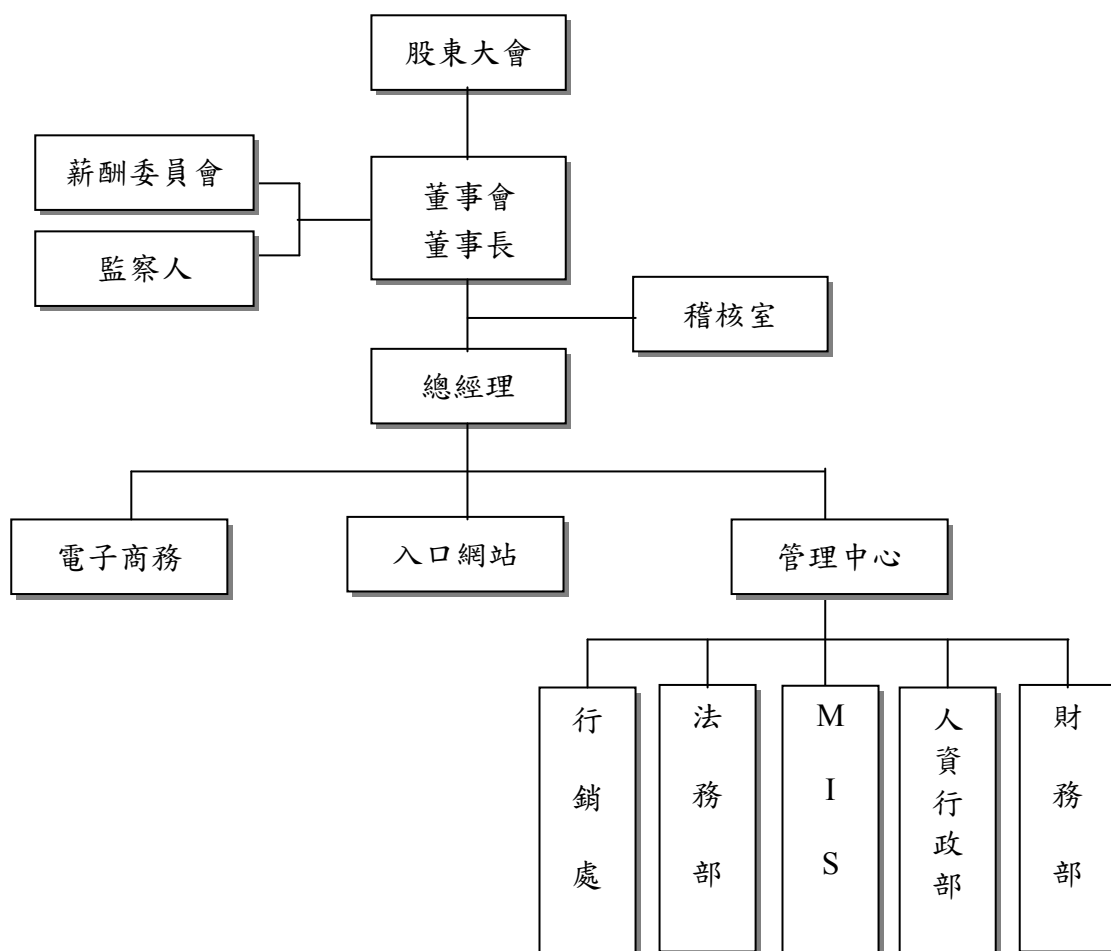 股東大會
薪酬委員會
董事會
董事長
監察人
稽核室
總經理
電子商務
入口網站
管理中心
行銷處
法務部
MIS
人資行政部
財務部